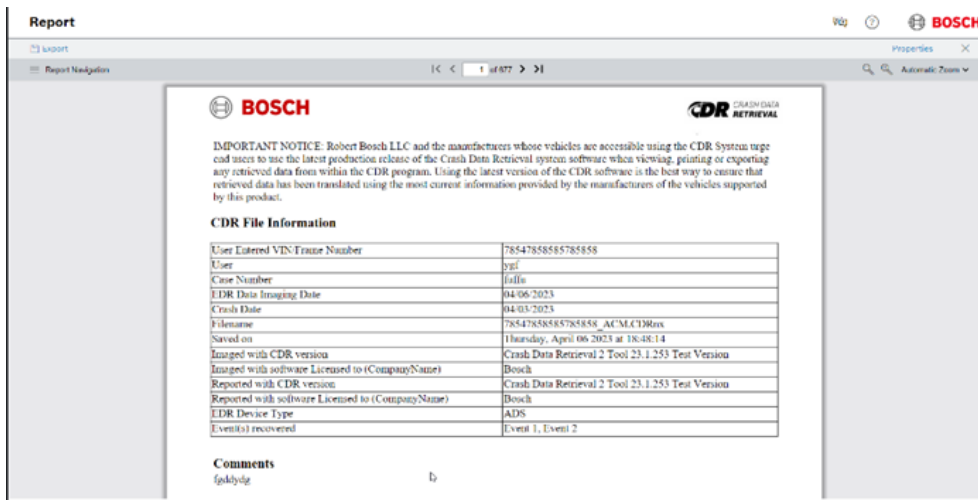 Report
BOSCH
Export
Properties
Report Navigation
1 of 677
Automatic Zoom
BOSCH
CDR CRASH DATA RETRIEVAL
IMPORTANT NOTICE: Robert Bosch LLC and the manufacturers whose vehicles are accessible using the CDR System urge
end users to use the latest production release of the Crash Data Retrieval system software when viewing, printing or exporting
any retrieved data from within the CDR program. Using the latest version of the CDR software is the best way to ensure that
retrieved data has been translated using the most current information provided by the manufacturers of the vehicles supported
by this product.
CDR File Information
User Entered VIN/Frame Number 78547858585785858
User ygf
Case Number
EDR Data Imaging Date 04/06/2023
Crash Date 04/03/2023
Filename 78547858585785858_ACM.CDRnx
Saved on Thursday, April 06 2023 at 18:48:14
Imaged with CDR version Crash Data Retrieval 2 Tool 23.1.253 Test Version
Imaged with software Licensed to (CompanyName) Bosch
Reported with CDR version Crash Data Retrieval 2 Tool 23.1.253 Test Version
Reported with software Licensed to (CompanyName) Bosch
EDR Device Type ADS
Event(s) recovered Event 1, Event 2
Comments
fgddydg